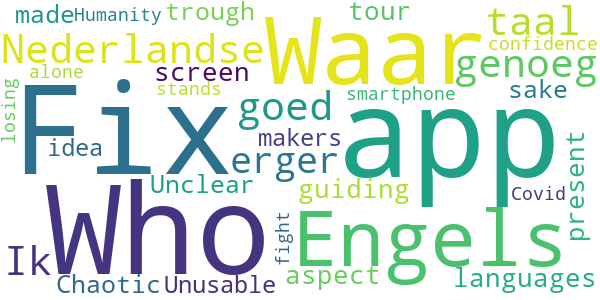 made Humanity trough tour
Nederlandse Waar taal
alone confidence
losing Fix screen app genoeg
stands smartphone sake
goed
idea erger makers present
Unclear guiding Covid
Ik Who Engels
fight
Chaotic Unusable aspect languages